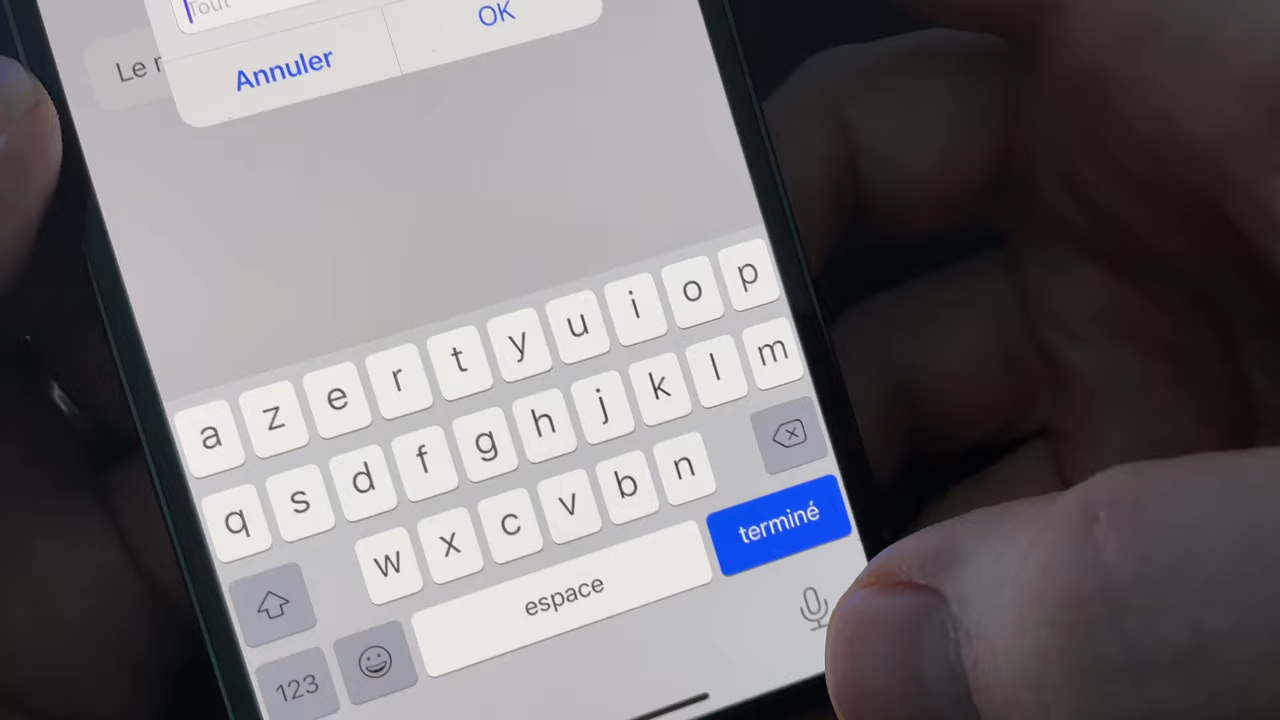 Tout
Le
Annuler OK
a z e r t y u i o p
q s d f g h j k l m
w x c v b n
123 espace terminé